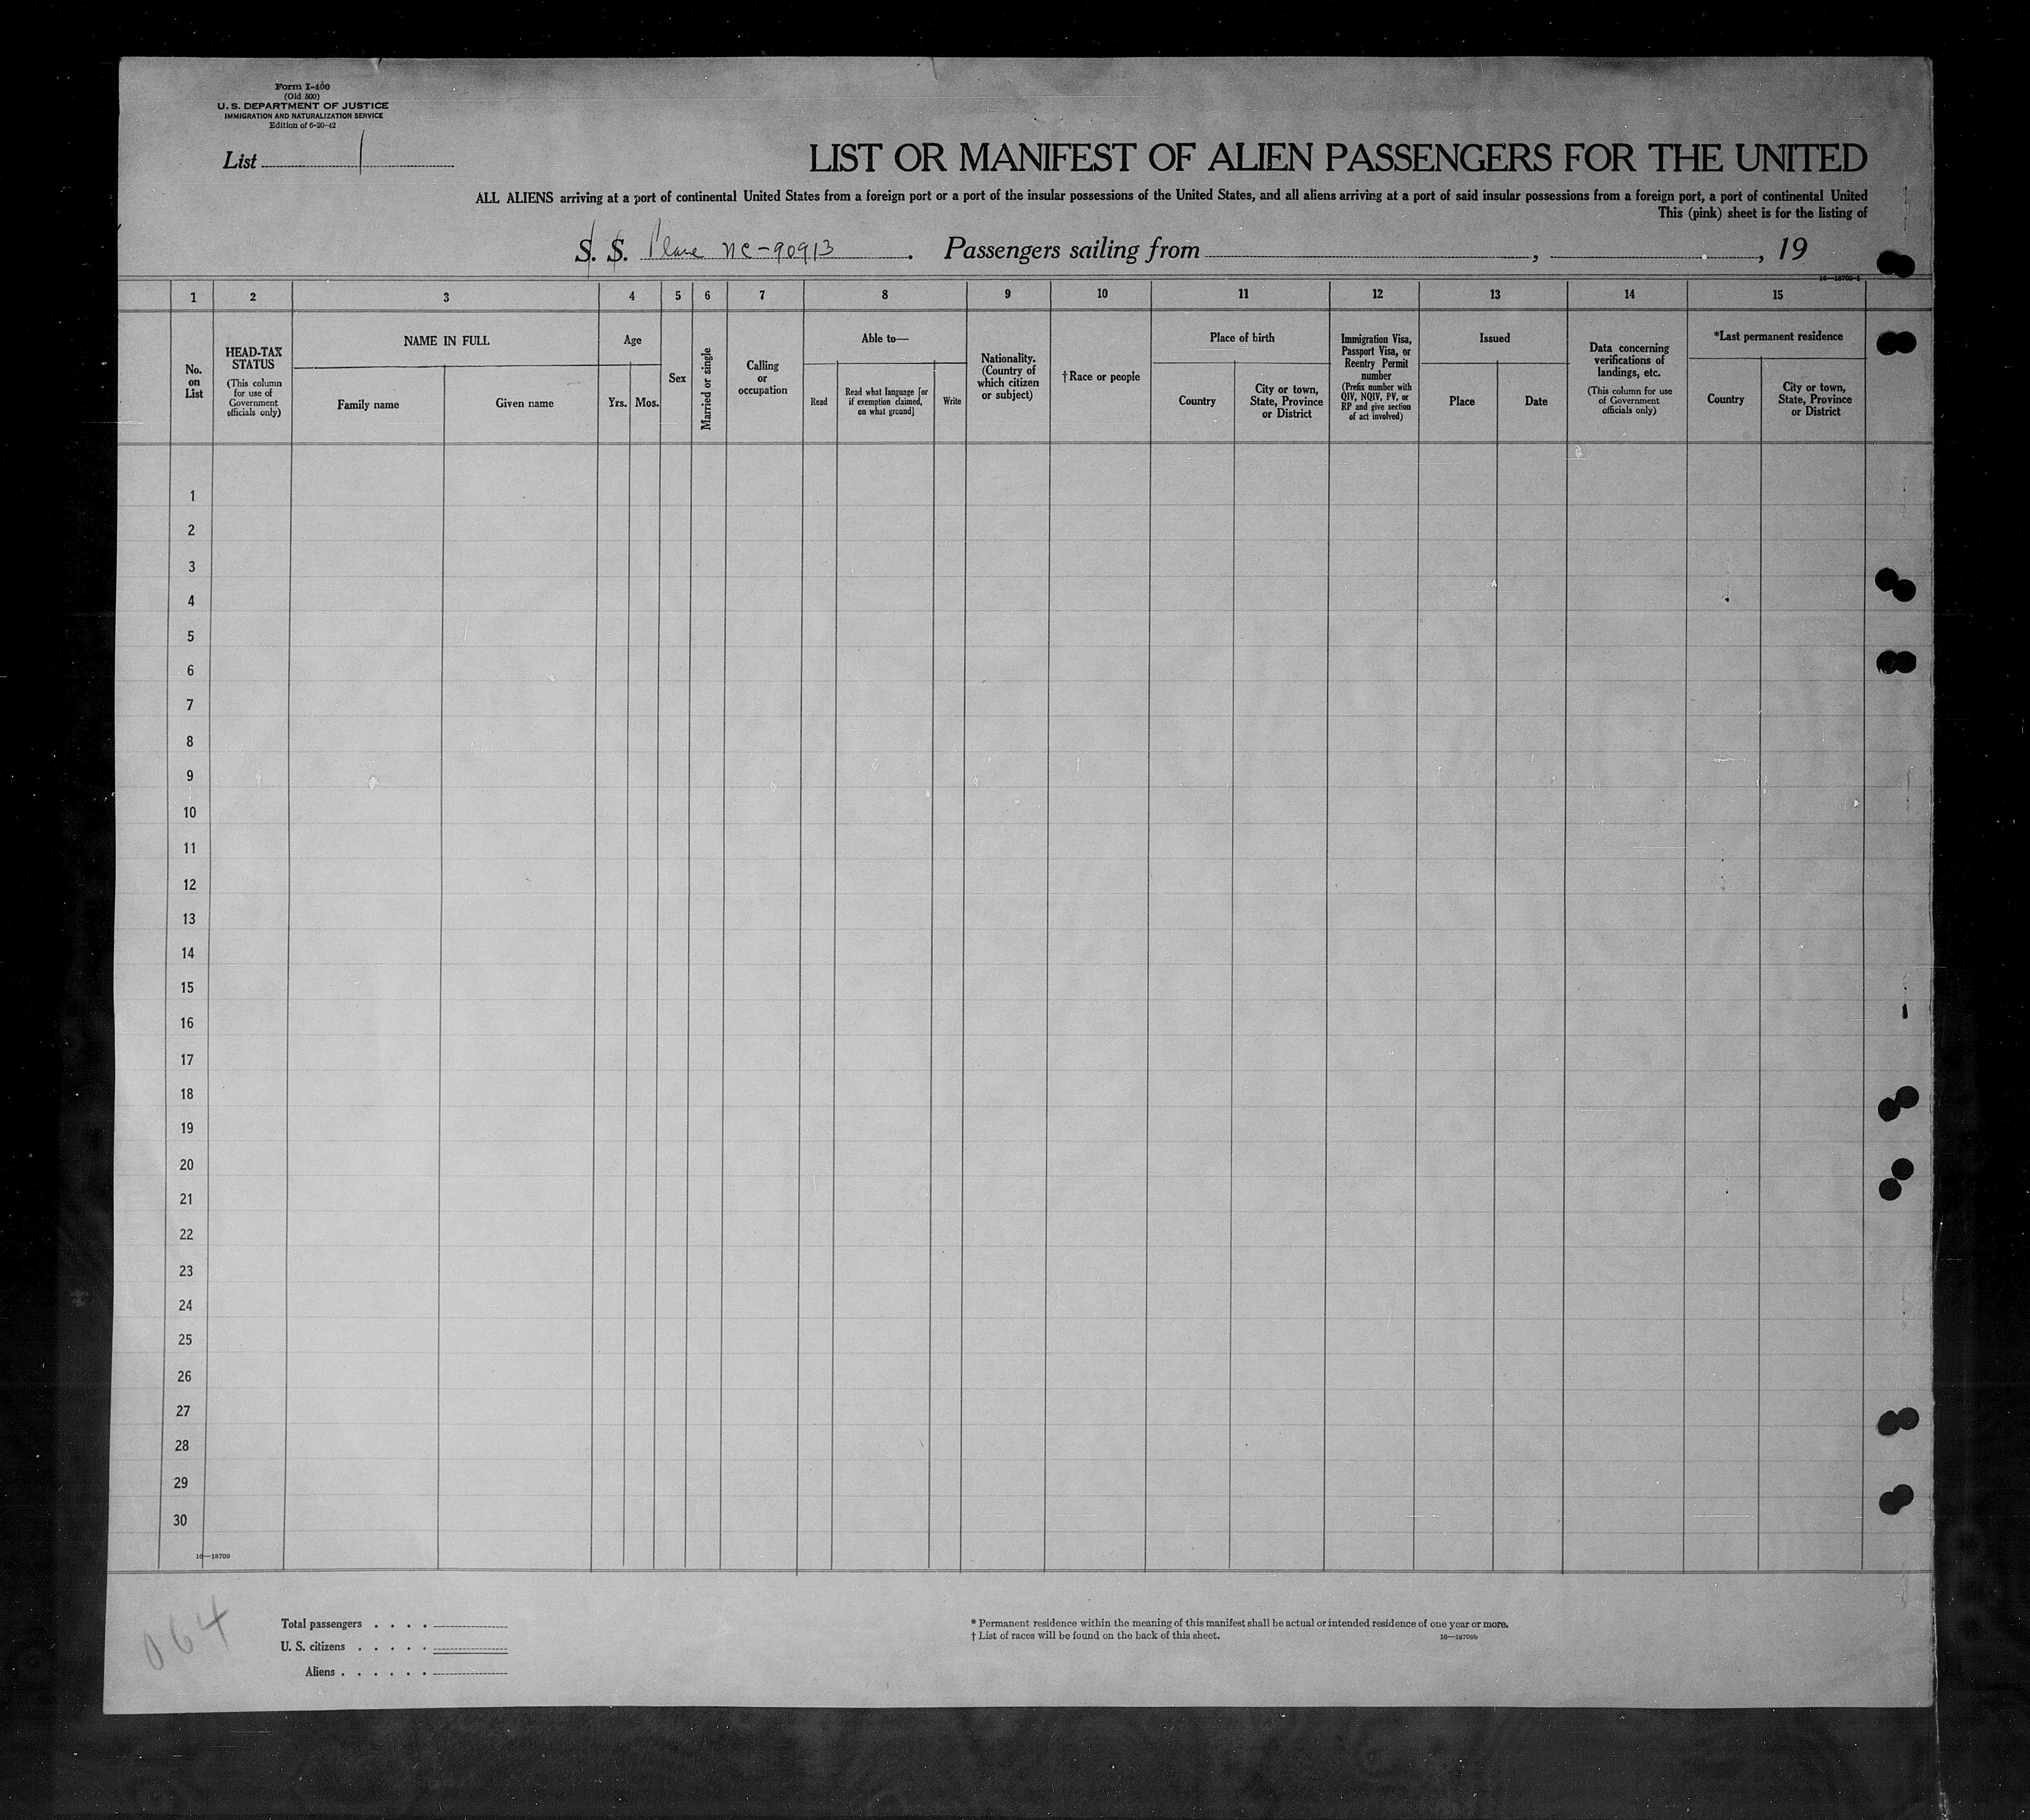 Form I-400
(Old 500)
U. S. DEPARTMENT OF JUSTICE
IMMIGRATION AND NATURALIZATION SERVICE
Edition of 6-20-42
List 1
LIST OR MANIFEST OF ALIEN PASSENGERS FOR THE UNITED
ALL ALIENS arriving at a port of continental United States from a foreign port or a port of the insular possessions of the United States, and all aliens arriving at a port of said insular possessions from a foreign port, a port of continental United
This (pink) sheet is for the listing of
S. S. Plane NC-90913. Passengers sailing from , , 19
16—18709-1
1 2 3 4 5 6 7 8 9 10 11 12 13 14 15
No.
on
List
HEAD-TAX
STATUS
(This column
for use of
Government
officials only)
NAME IN FULL
Family name Given name
Age
Yrs. Mos.
Sex
Married or single
Calling
or
occupation
Able to—
Read
Read what language [or
if exemption claimed,
on what ground]
Write
Nationality.
(Country of
which citizen
or subject)
†Race or people
Place of birth
Country
City or town,
State, Province
or District
Immigration Visa,
Passport Visa, or
Reentry Permit
number
(Prefix number with
QIV, NQIV, PV, or
RP and give section
of act involved)
Issued
Place Date
Data concerning
verifications of
landings, etc.
(This column for use
of Government
officials only)
*Last permanent residence
Country
City or town,
State, Province
or District
1
2
3
4
5
6
7
8
9
10
11
12
13
14
15
16
17
18
19
20
21
22
23
24
25
26
27
28
29
30
16—18709
064
Total passengers . . . .
U. S. citizens . . . . .
Aliens . . . . . .
* Permanent residence within the meaning of this manifest shall be actual or intended residence of one year or more.
† List of races will be found on the back of this sheet.
16—18709b